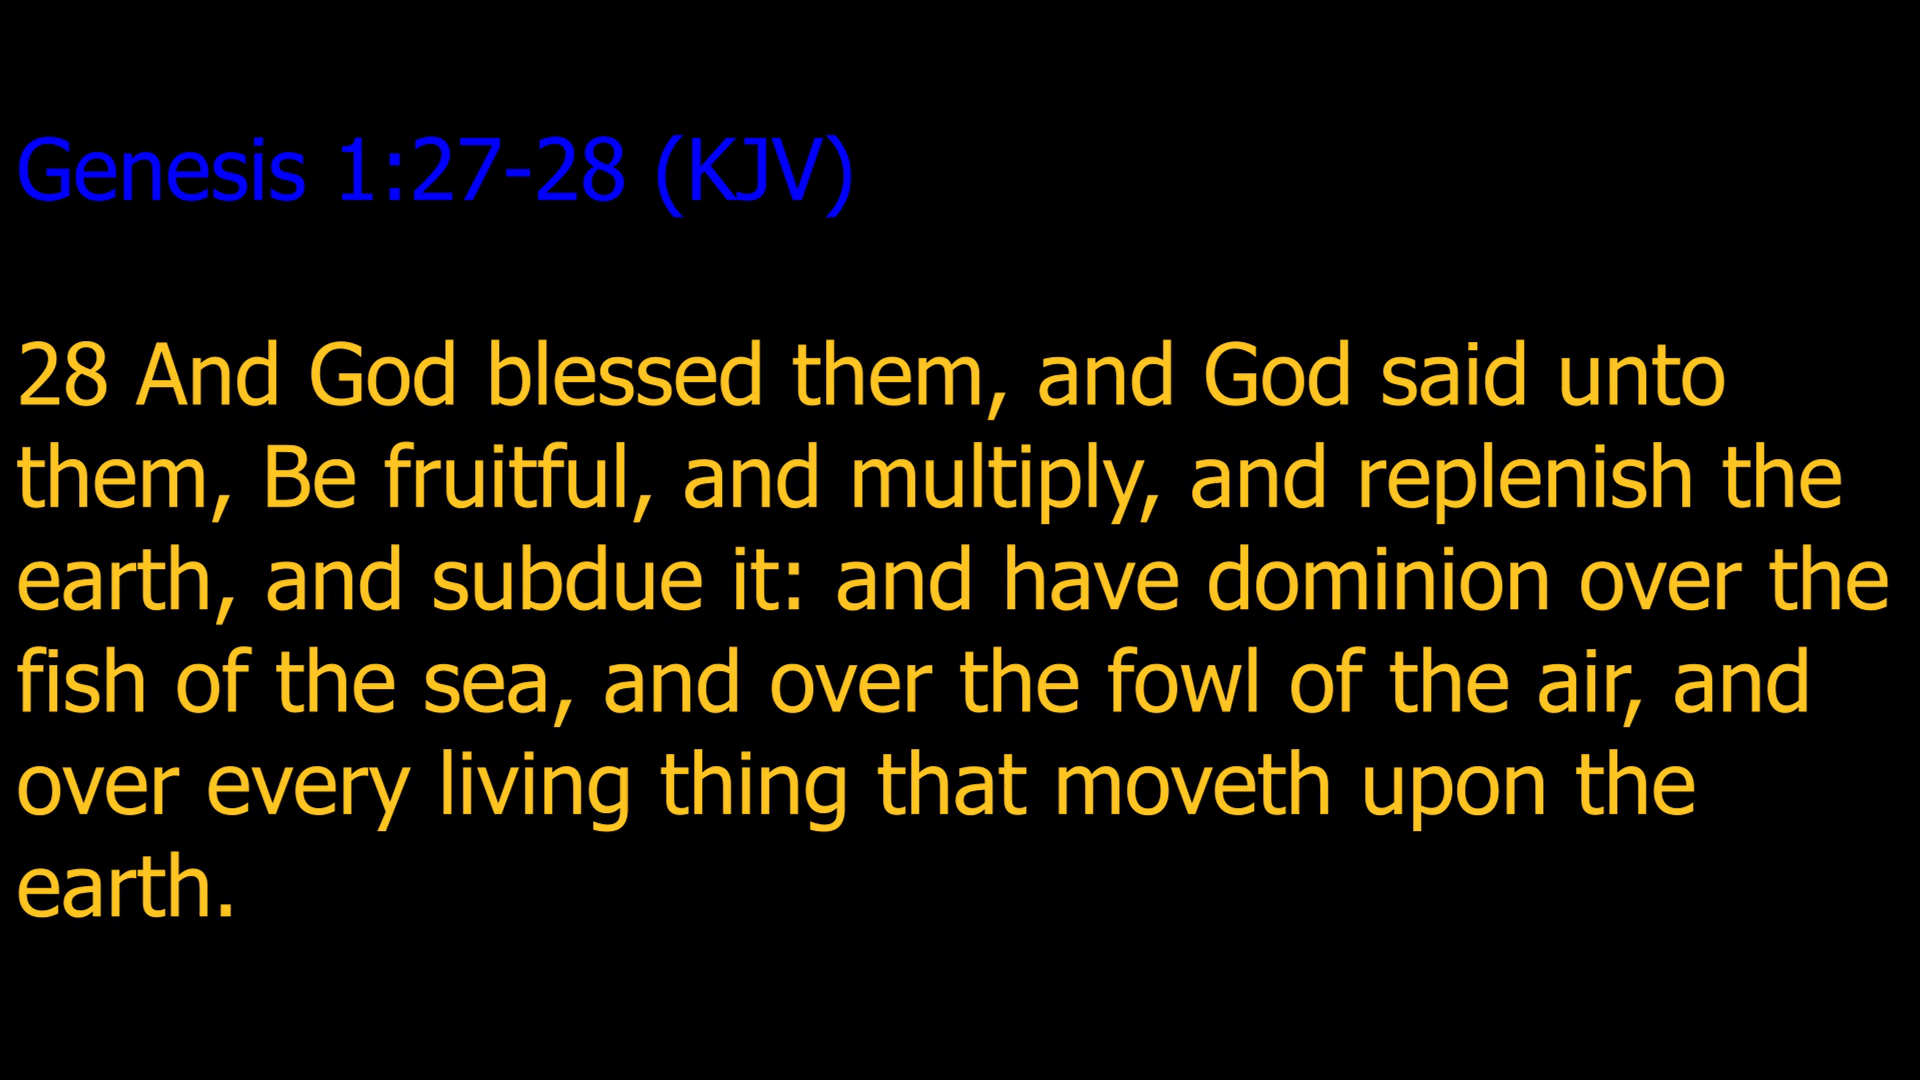 Genesis 1:27-28 (KJV)
28 And God blessed them, and God said unto
them, Be fruitful, and multiply, and replenish the
earth, and subdue it: and have dominion over the
fish of the sea, and over the fowl of the air, and
over every living thing that moveth upon the
earth.